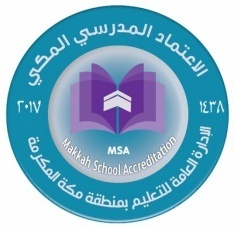 الاعتماد المدرسي المكي
٢٠١٧
١٤٣٨
MSA
Makkah School Accreditation
الإدارة العامة للتعليم بمنطقة مكة المكرمة